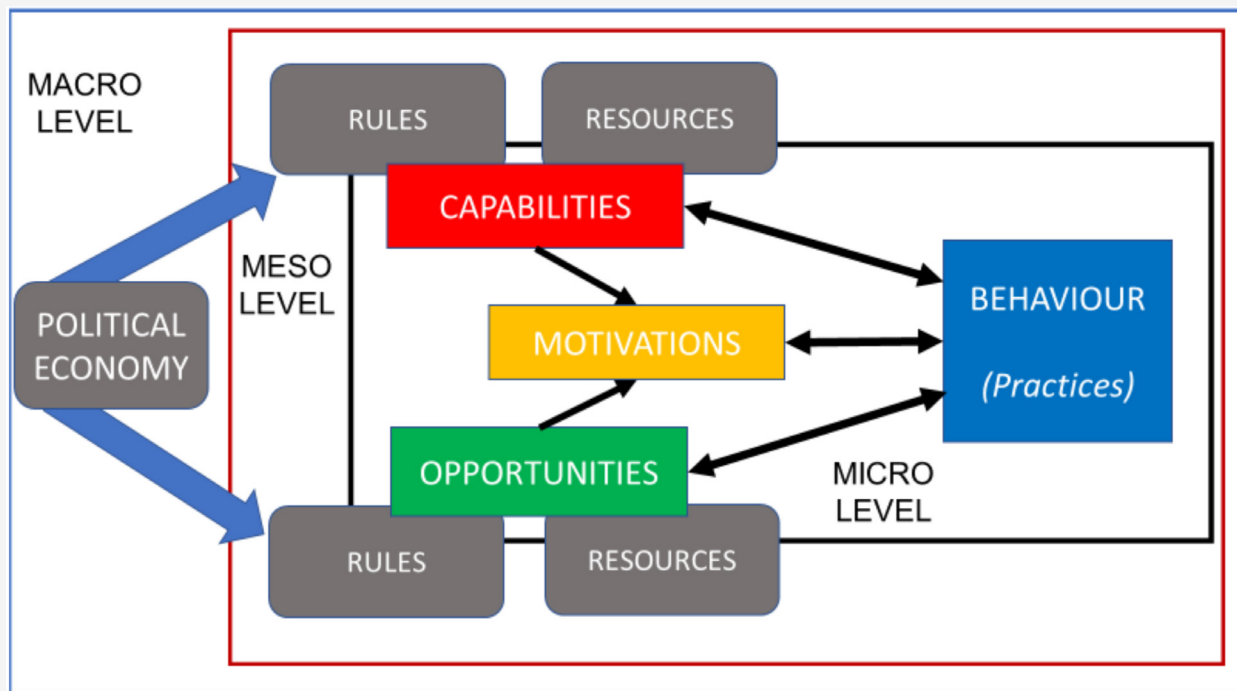 MACRO
LEVEL
RULES
RESOURCES
CAPABILITIES
MESO
LEVEL
POLITICAL
ECONOMY
MOTIVATIONS
BEHAVIOUR
(Practices)
OPPORTUNITIES
MICRO
LEVEL
RULES
RESOURCES